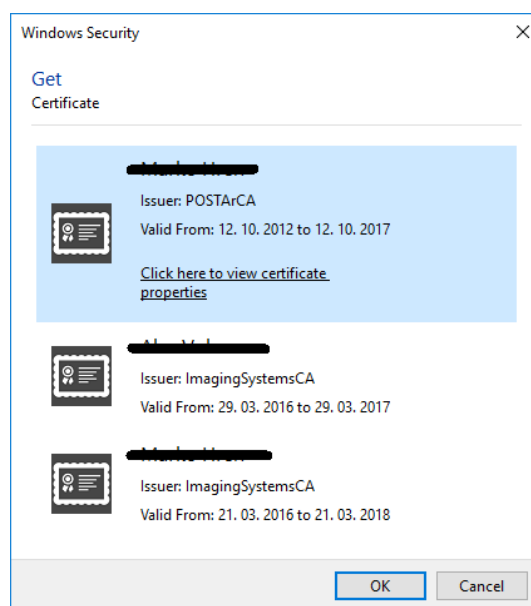 Windows Security
Get
Certificate
Issuer: POSTArCA
Valid From: 12. 10. 2012 to 12. 10. 2017
Click here to view certificate
properties
Issuer: ImagingSystemsCA
Valid From: 29. 03. 2016 to 29. 03. 2017
Issuer: ImagingSystemsCA
Valid From: 21. 03. 2016 to 21. 03. 2018
OK
Cancel